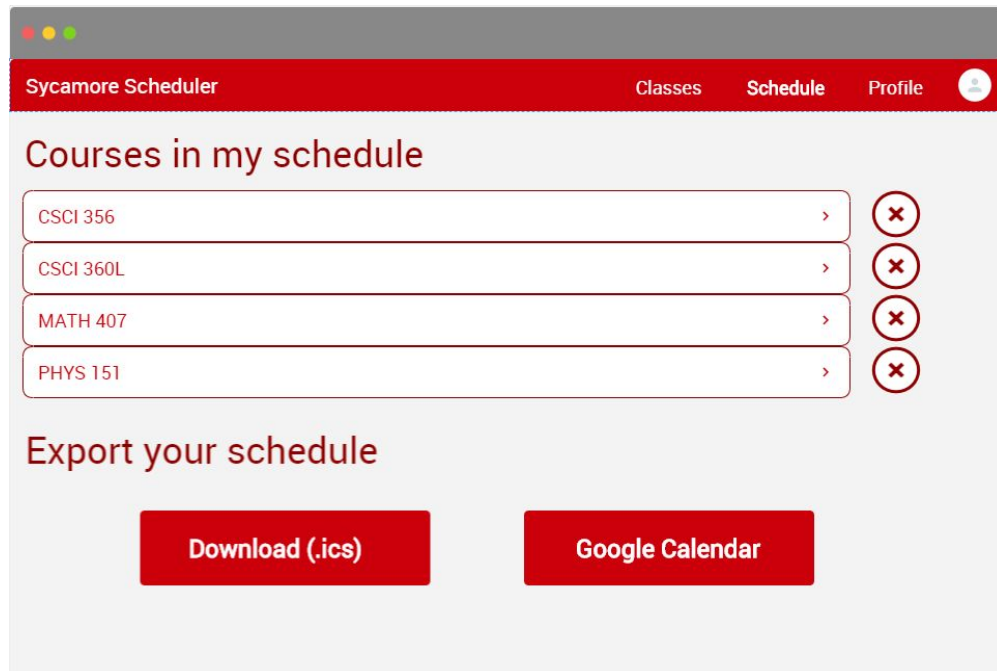 Sycamore Scheduler Classes Schedule Profile
Courses in my schedule
CSCI 356
CSCI 360L
MATH 407
PHYS 151
Export your schedule
Download (.ics) Google Calendar